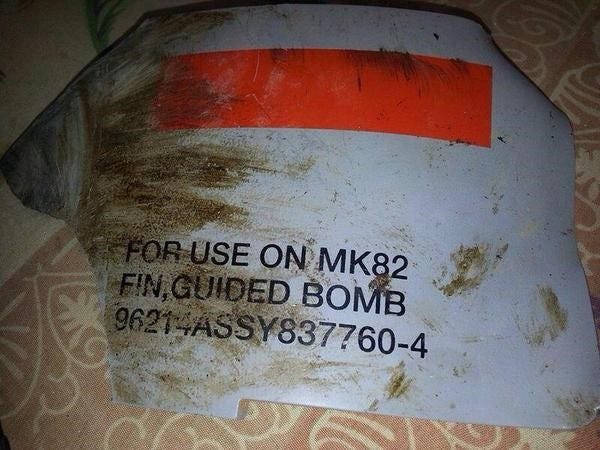 FOR USE ON MK82
FIN,GUIDED BOMB
96214ASSY837760-4